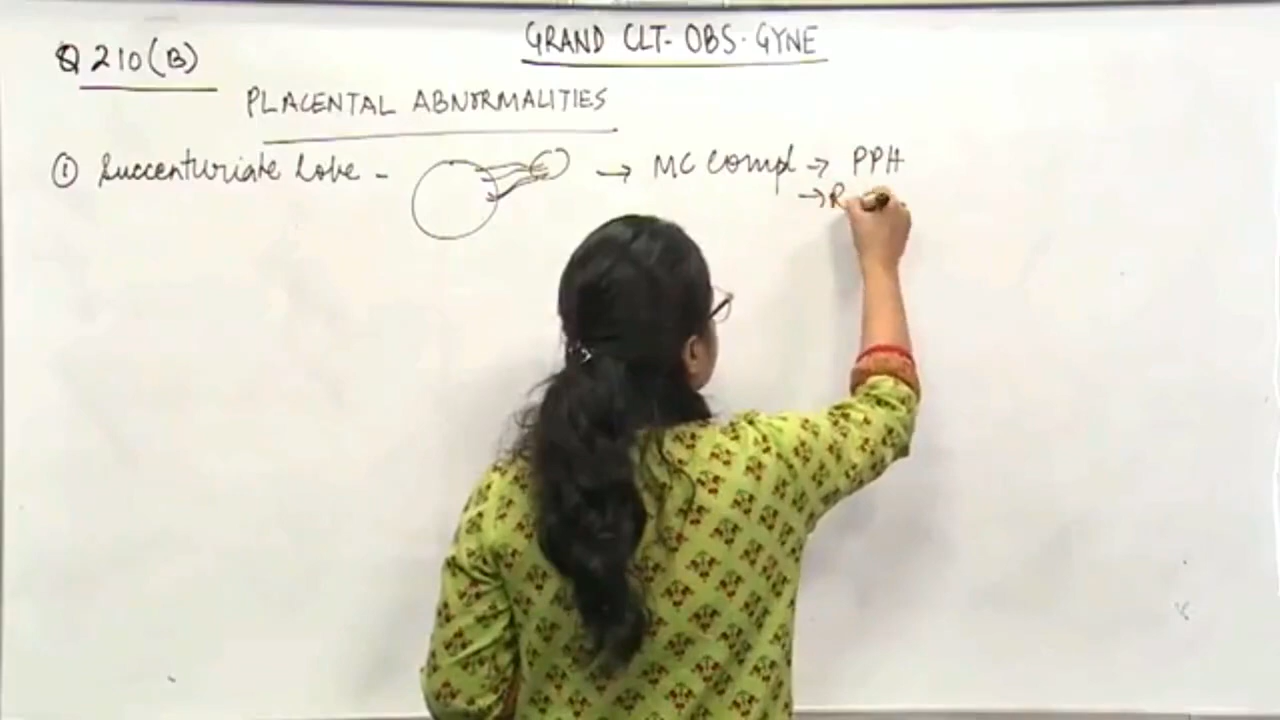 GRAND CLT- OBS. GYNE
Q 210 (B)
PLACENTAL ABNORMALITIES
① Succenturiate Lobe - → MC Compl → PPH
→ R